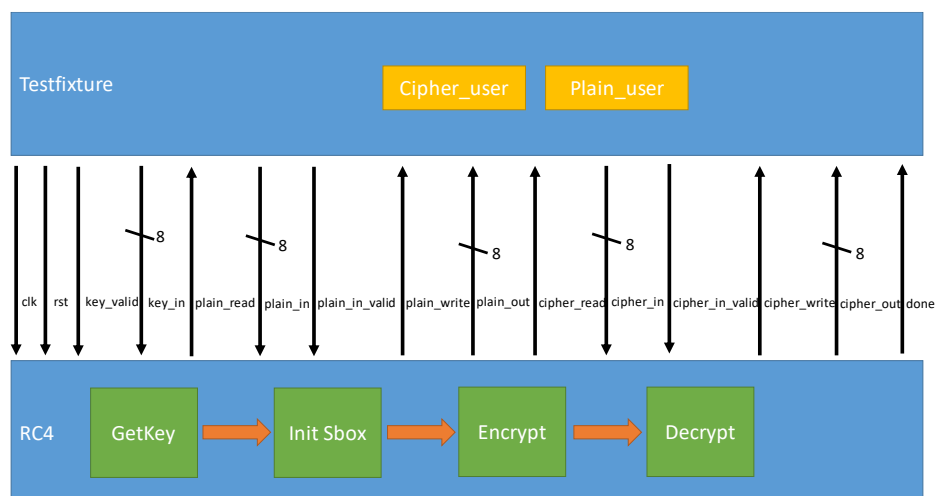 Testfixture
Cipher_user
Plain_user
8
8
8
8
8
clk
rst
key_valid
key_in
plain_read
plain_in
plain_in_valid
plain_write
plain_out
cipher_read
cipher_in
cipher_in_valid
cipher_write
cipher_out
done
RC4
GetKey
Init Sbox
Encrypt
Decrypt